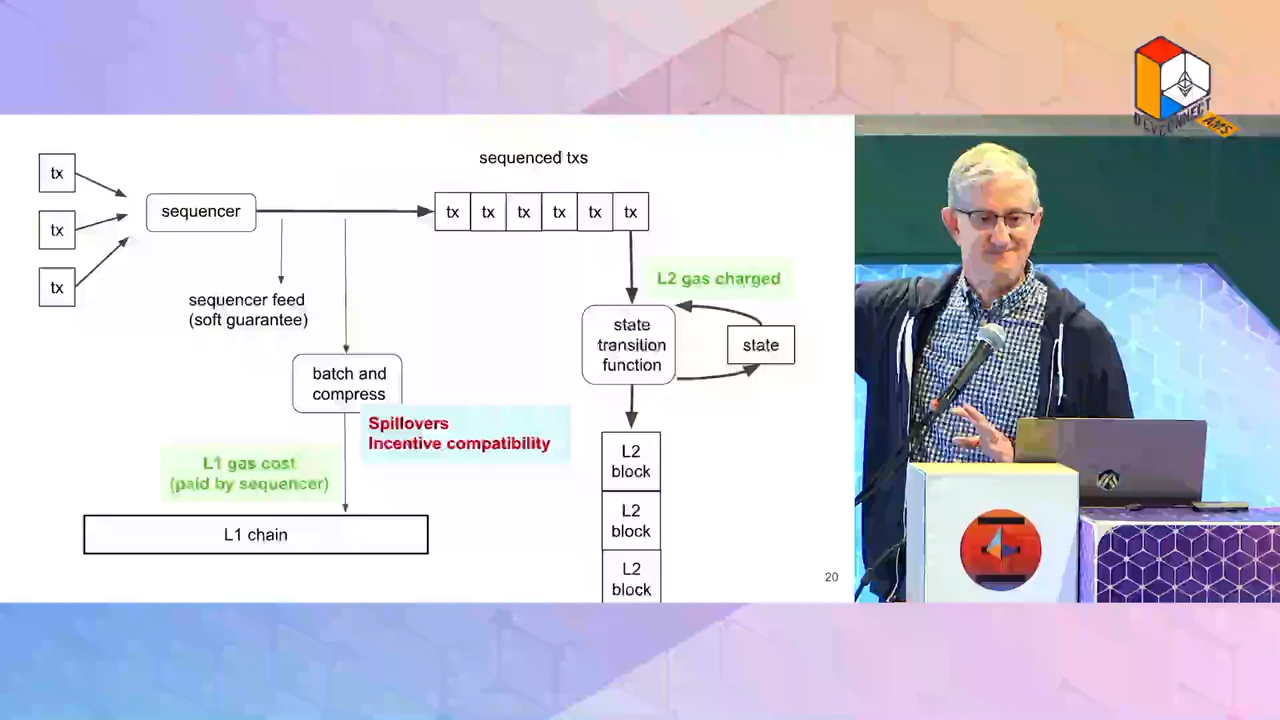 DEVCONNECT
AMS
sequenced txs
tx
tx
tx
sequencer
tx
tx
tx
tx
tx
tx
sequencer feed
(soft guarantee)
L2 gas charged
state
transition
function
state
batch and
compress
Spillovers
Incentive compatibility
L1 gas cost
(paid by sequencer)
L1 chain
L2
block
L2
block
L2
block
20